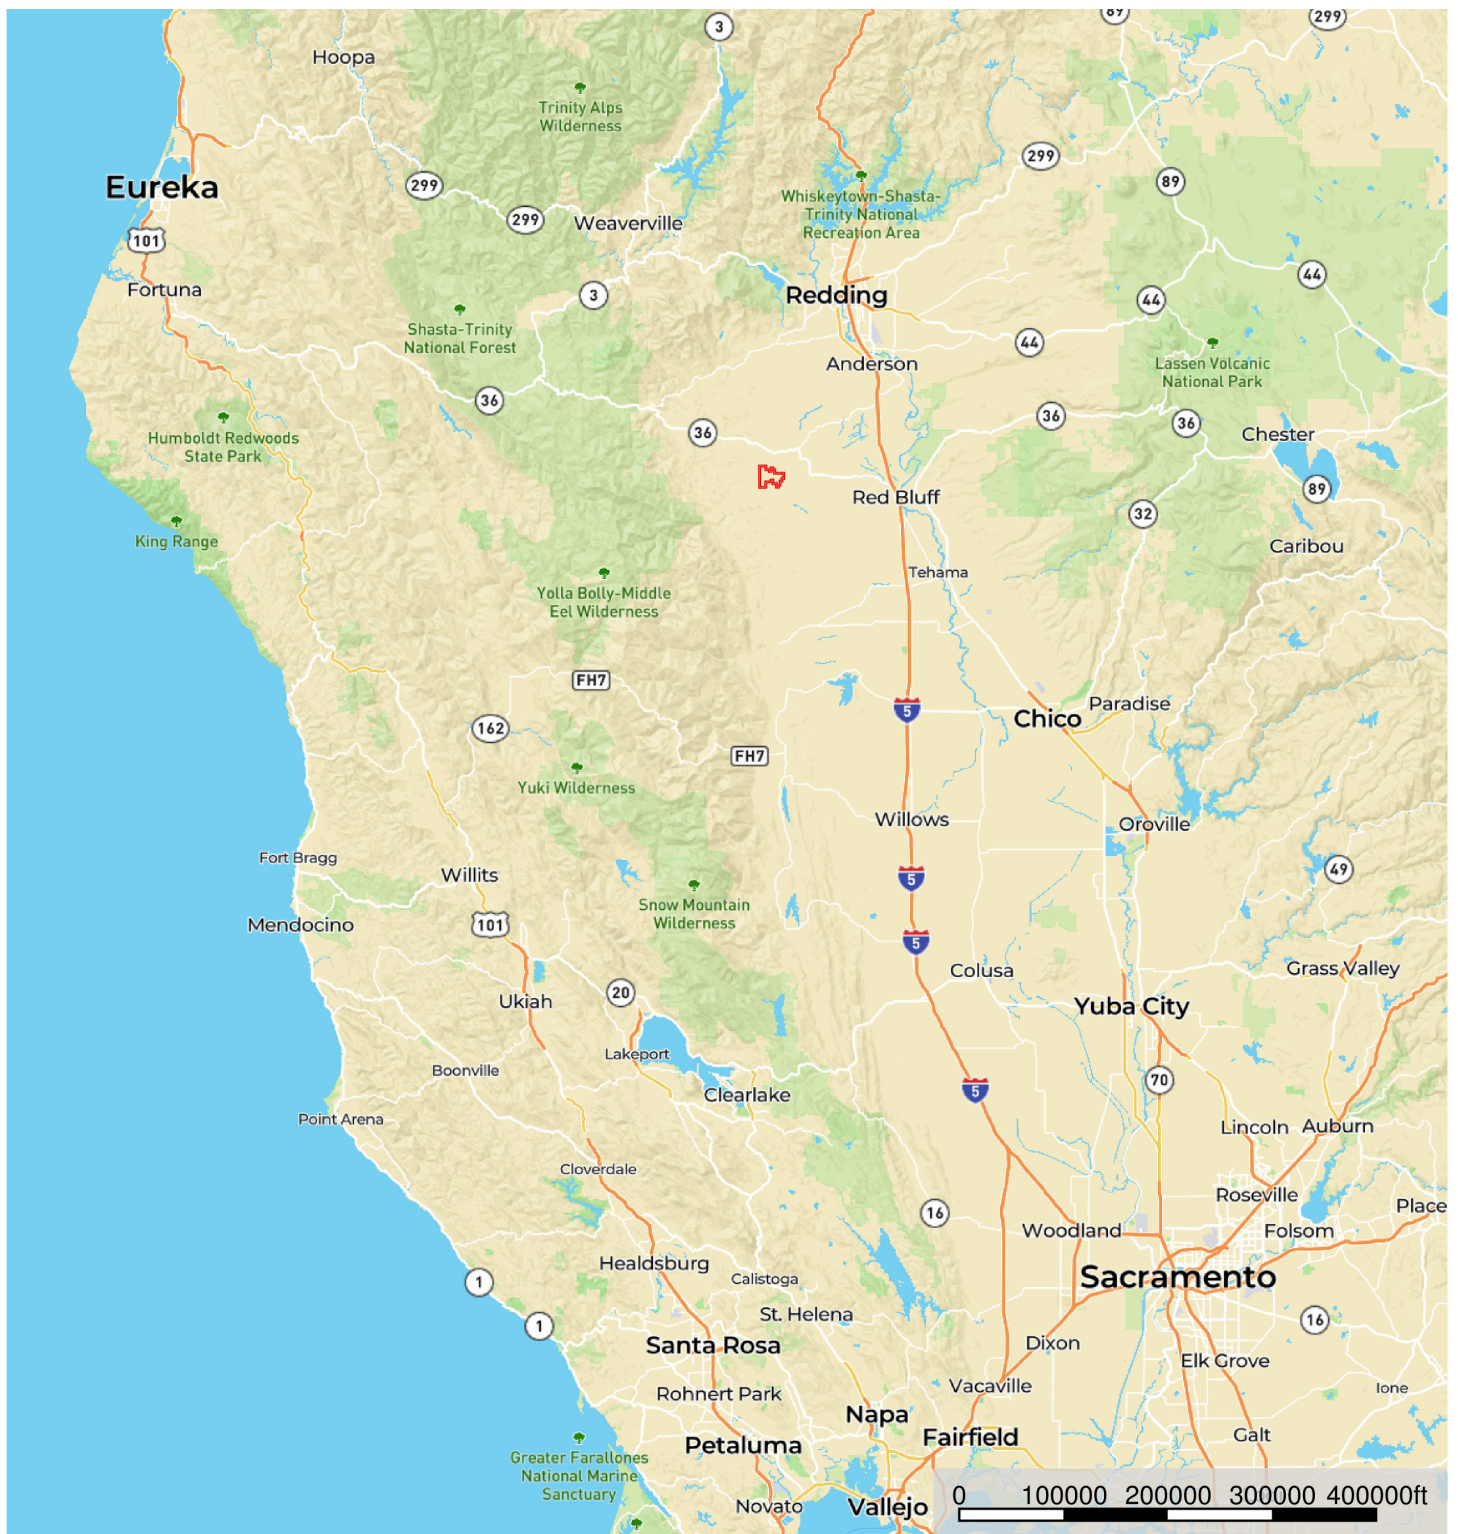 89
299
3
Hoopa
Trinity Alps
Wilderness
299
299
89
Eureka
299
Whiskeytown-Shasta-
Trinity National
Recreation Area
299
Weaverville
101
44
Fortuna
3
Redding
44
Shasta-Trinity
National Forest
44
Anderson
Lassen Volcanic
National Park
36
36
36
Humboldt Redwoods
State Park
36
Chester
Red Bluff
89
32
King Range
Caribou
Tehama
Yolla Bolly-Middle
Eel Wilderness
FH7
5
Paradise
Chico
162
FH7
Yuki Wilderness
Willows
Oroville
Fort Bragg
49
Willits
5
Snow Mountain
Wilderness
Mendocino
101
5
Colusa
Grass Valley
Ukiah
20
Yuba City
Lakeport
Boonville
70
5
Clearlake
Point Arena
Lincoln
Auburn
Cloverdale
Roseville
Place
16
Woodland
Folsom
Healdsburg
Calistoga
Sacramento
1
St. Helena
1
16
Santa Rosa
Dixon
Elk Grove
Rohnert Park
Vacaville
Ione
Napa
Petaluma
Fairfield
Galt
Greater Farallones
National Marine
Sanctuary
Novato
Vallejo
0 100000 200000 300000 400000ft